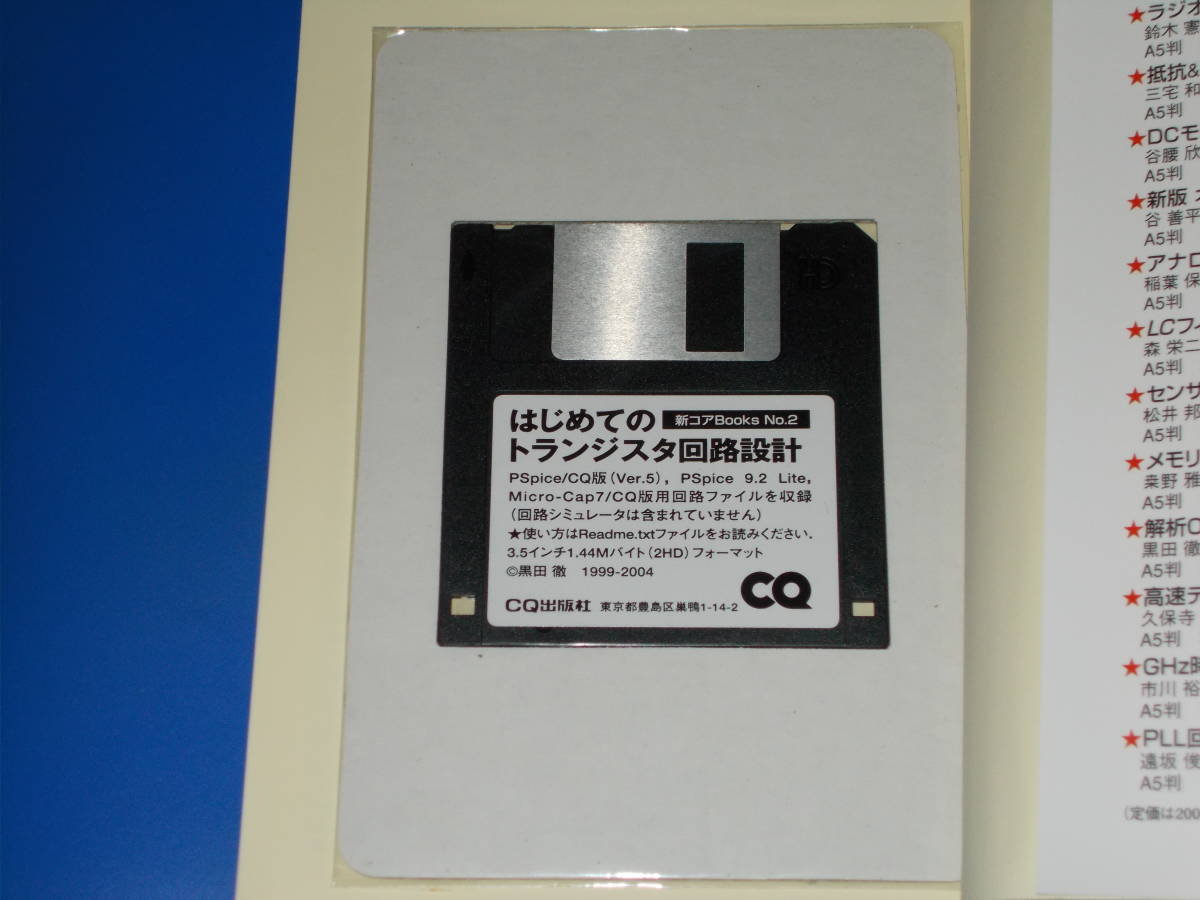 はじめての 新コアBooks No.2
トランジスタ回路設計
PSpice/CQ版（Ver.5），PSpice 9.2 Lite，
Micro-Cap7/CQ版用回路ファイルを収録
（回路シミュレータは含まれていません）
★使い方はReadme.txtファイルをお読みください．
3.5インチ1.44Mバイト（2HD）フォーマット
©黒田 徹 1999-2004
CQ出版社 東京都豊島区巣鴨1-14-2
CQ
HD
★ラジオ
鈴木 憲
A5判
★抵抗&
三宅 和
A5判
★DCモ
谷腰 欣
A5判
★新版
谷 善平
A5判
★アナロ
稲葉 保
A5判
★LCフィ
森 栄二
A5判
★センサ
松井 邦
A5判
★メモリ
桑野 雅
A5判
★解析O
黒田 徹
A5判
★高速デ
久保寺
A5判
★GHz時
市川 裕
A5判
★PLL回
遠坂 俊
A5判
（定価は200